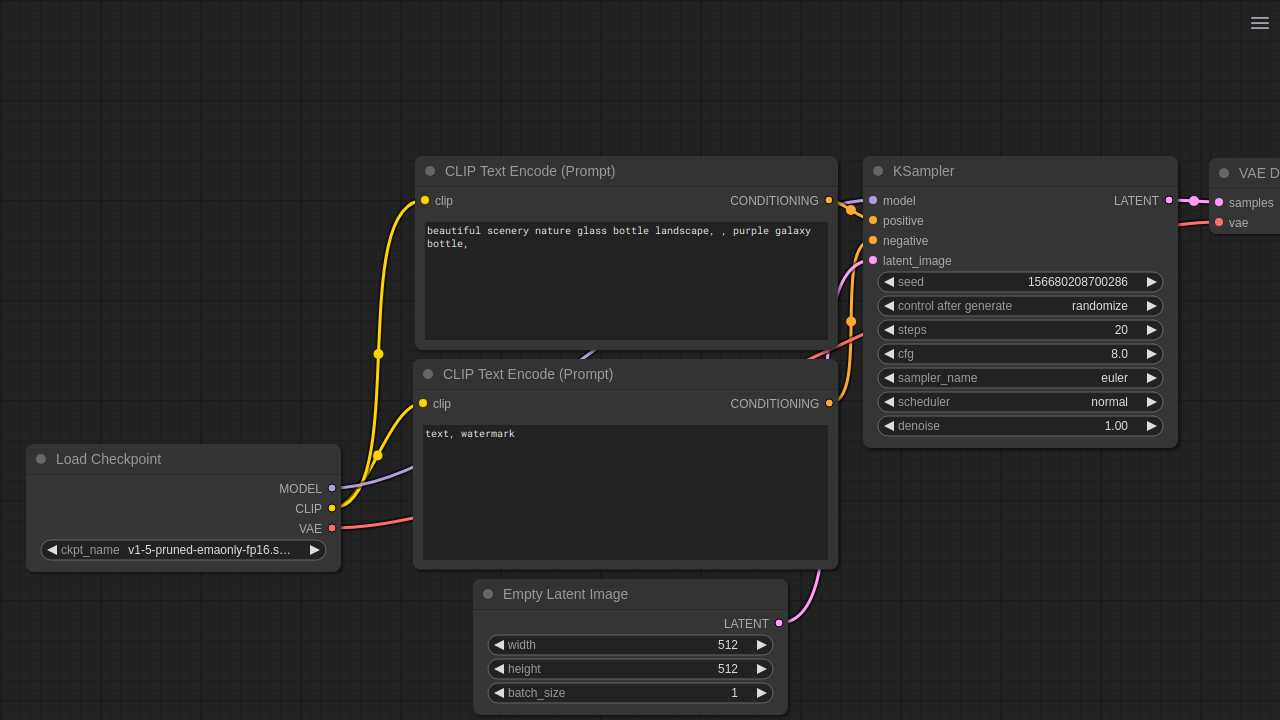 CLIP Text Encode (Prompt)
clip CONDITIONING
beautiful scenery nature glass bottle landscape, , purple galaxy
bottle,
CLIP Text Encode (Prompt)
clip CONDITIONING
text, watermark
Load Checkpoint
MODEL
CLIP
VAE
ckpt_name v1-5-pruned-emaonly-fp16.s…
Empty Latent Image
LATENT
width 512
height 512
batch_size 1
KSampler
model LATENT
positive
negative
latent_image
seed 156680208700286
control after generate randomize
steps 20
cfg 8.0
sampler_name euler
scheduler normal
denoise 1.00
VAE D
samples
vae